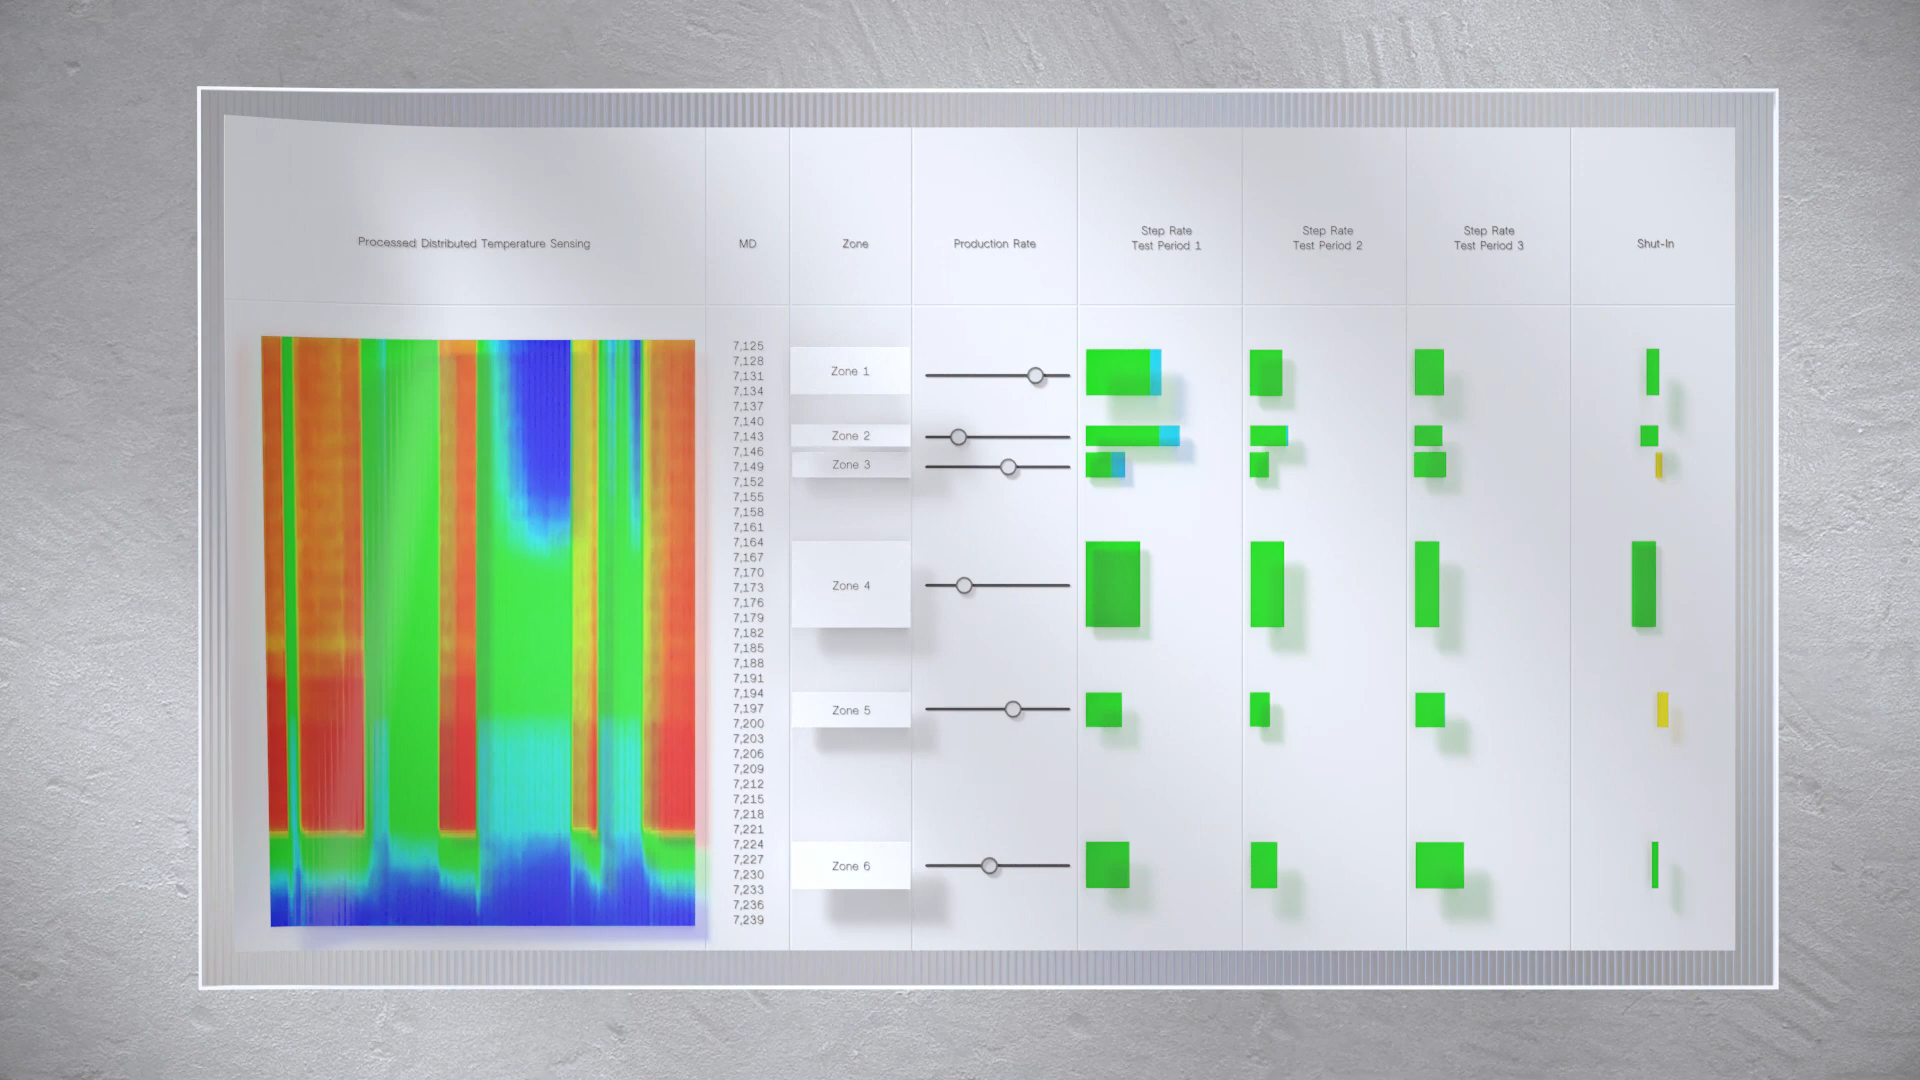 Processed Distributed Temperature Sensing
MD
Zone
Production Rate
Step Rate
Test Period 1
Step Rate
Test Period 2
Step Rate
Test Period 3
Shut-In
7,125
7,128
7,131
7,134
7,137
7,140
7,143
7,146
7,149
7,152
7,155
7,158
7,161
7,164
7,167
7,170
7,173
7,176
7,179
7,182
7,185
7,188
7,191
7,194
7,197
7,200
7,203
7,206
7,209
7,212
7,215
7,218
7,221
7,224
7,227
7,230
7,233
7,236
7,239
Zone 1
Zone 2
Zone 3
Zone 4
Zone 5
Zone 6